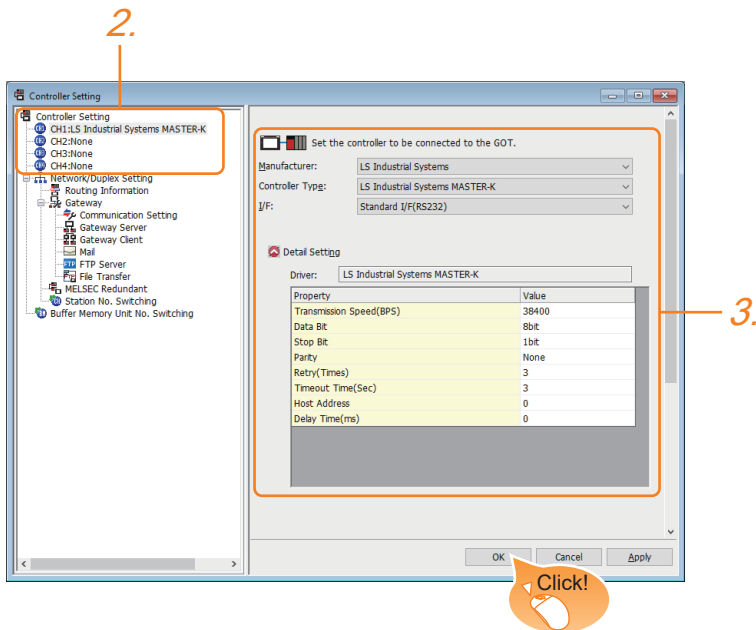 2.
Controller Setting
Controller Setting
CH1:LS Industrial Systems MASTER-K
CH2:None
CH3:None
CH4:None
Network/Duplex Setting
Routing Information
Gateway
Communication Setting
Gateway Server
Gateway Client
Mail
FTP Server
File Transfer
MELSEC Redundant
Station No. Switching
Buffer Memory Unit No. Switching
Set the controller to be connected to the GOT.
Manufacturer: LS Industrial Systems
Controller Type: LS Industrial Systems MASTER-K
I/F: Standard I/F(RS232)
Detail Setting
Driver: LS Industrial Systems MASTER-K
Property Value
Transmission Speed(BPS) 38400
Data Bit 8bit
Stop Bit 1bit
Parity None
Retry(Times) 3
Timeout Time(Sec) 3
Host Address 0
Delay Time(ms) 0
3.
OK Cancel Apply
Click!